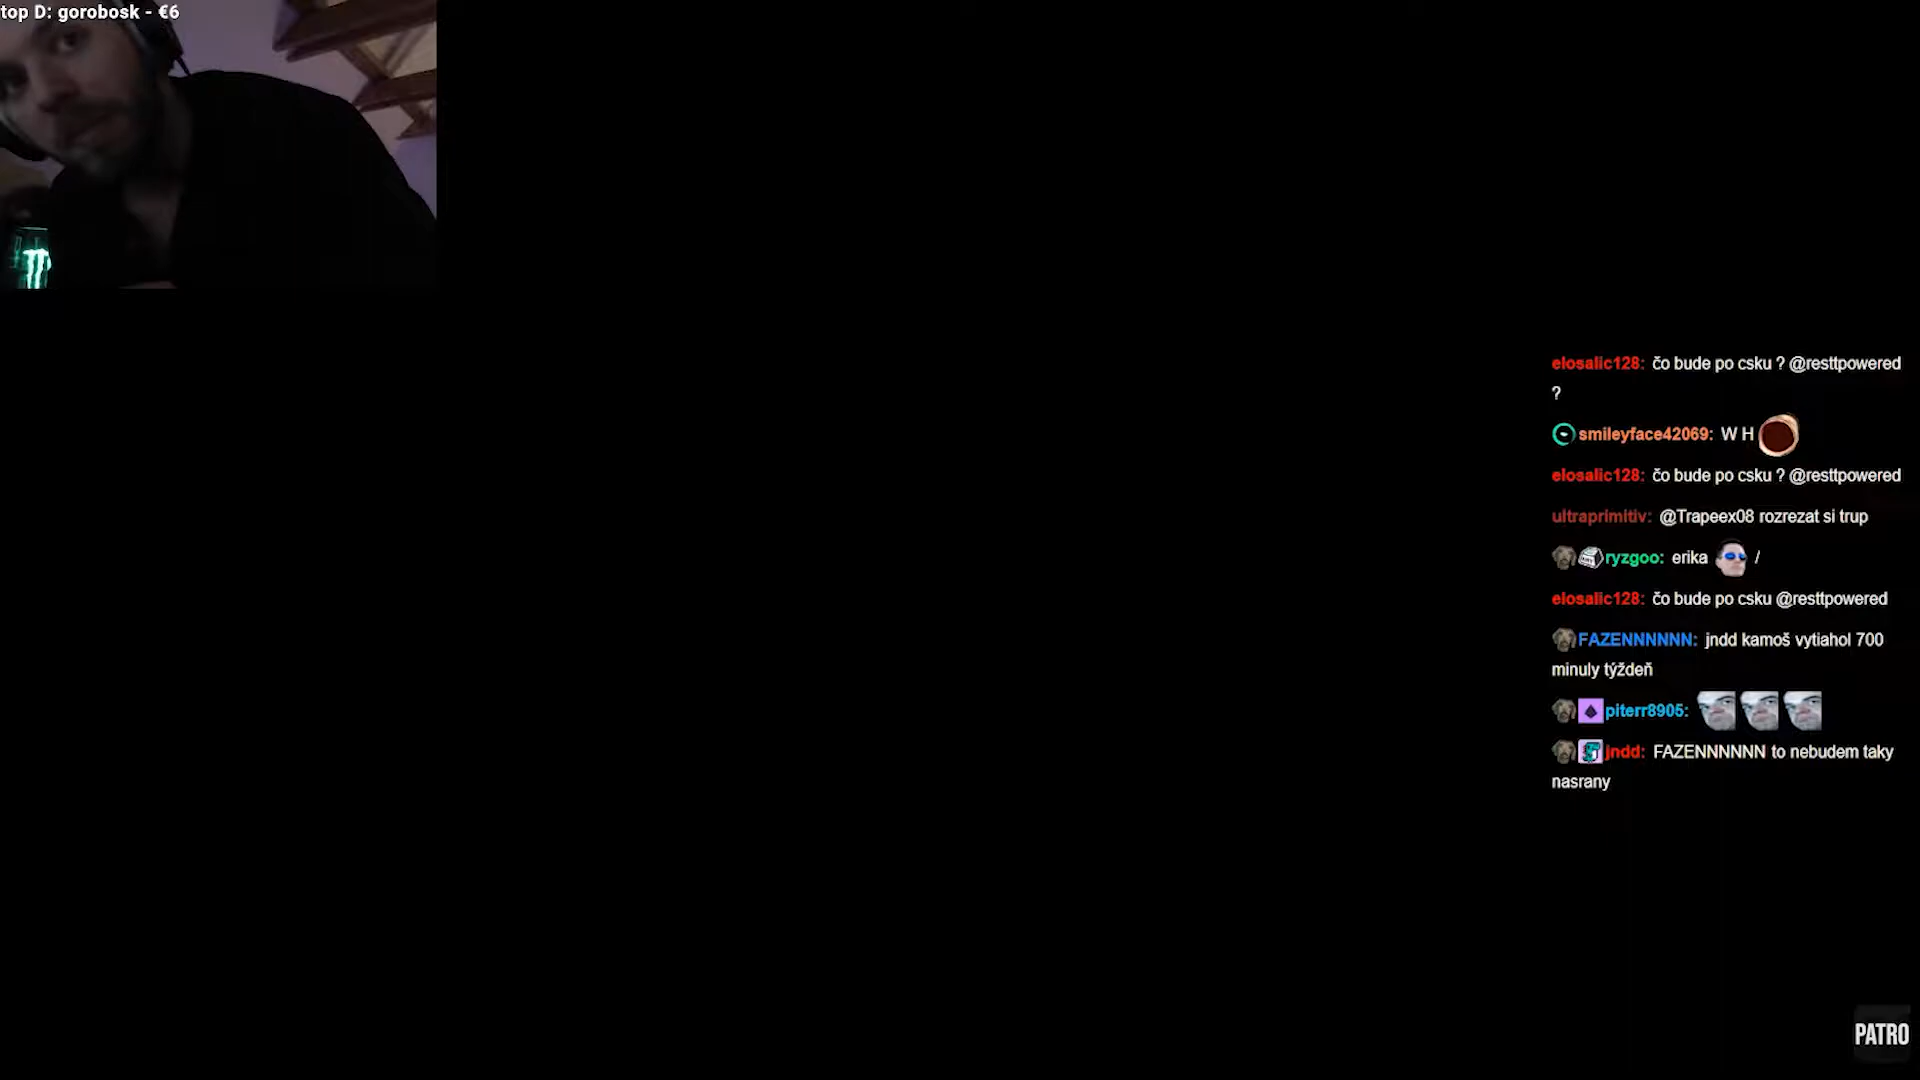 top D: gorobosk - €6
elosalic128: čo bude po csku ? @resttpowered
?
smileyface42069: W H
elosalic128: čo bude po csku ? @resttpowered
ultraprimitiv: @Trapeex08 rozrezat si trup
ryzgoo: erika /
elosalic128: čo bude po csku @resttpowered
FAZENNNNNN: jndd kamoš vytiahol 700
minuly týždeň
piterr8905:
jndd: FAZENNNNNN to nebudem taky
nasrany
PATRO